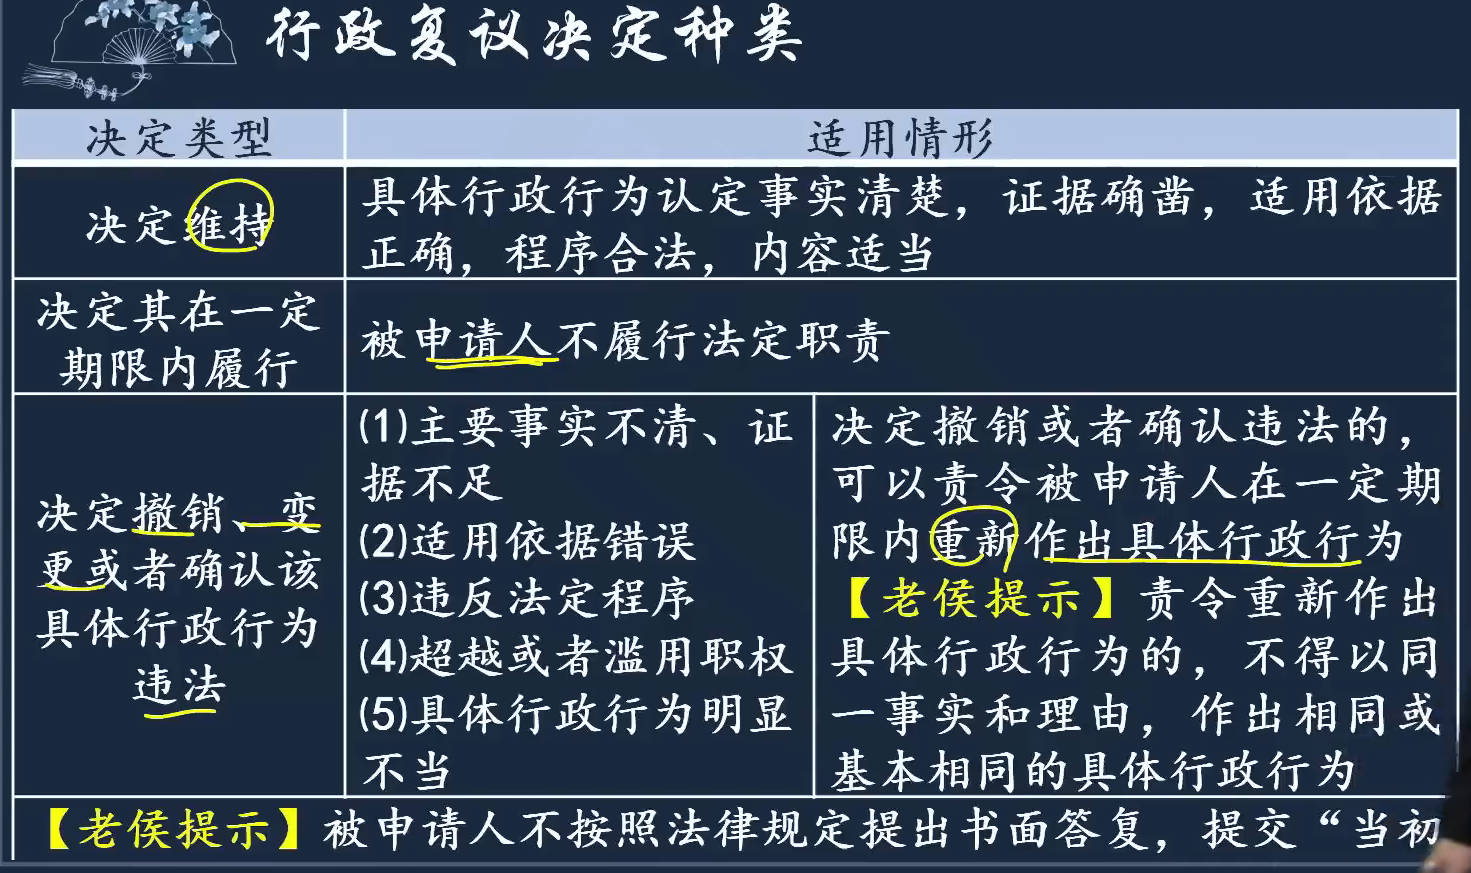 行政复议决定种类
决定类型
适用情形
决定维持
具体行政行为认定事实清楚，证据确凿，适用依据
正确，程序合法，内容适当
决定其在一定
期限内履行
被申请人不履行法定职责
决定撤销、变
更或者确认该
具体行政行为
违法
(1)主要事实不清、证
据不足
(2)适用依据错误
(3)违反法定程序
(4)超越或者滥用职权
(5)具体行政行为明显
不当
决定撤销或者确认违法的，
可以责令被申请人在一定期
限内重新作出具体行政行为
【老侯提示】责令重新作出
具体行政行为的，不得以同
一事实和理由，作出相同或
基本相同的具体行政行为
【老侯提示】被申请人不按照法律规定提出书面答复，提交“当初